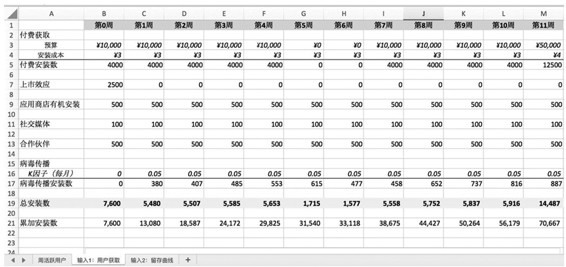 A B C D E F G H I J K L M
1 第0周 第1周 第2周 第3周 第4周 第5周 第6周 第7周 第8周 第9周 第10周 第11周
2 付费获取
3 预算 ¥10,000 ¥10,000 ¥10,000 ¥10,000 ¥10,000 ¥0 ¥0 ¥10,000 ¥10,000 ¥10,000 ¥10,000 ¥50,000
4 安装成本 ¥3 ¥3 ¥3 ¥3 ¥3 ¥3 ¥3 ¥3 ¥3 ¥3 ¥3 ¥4
5 付费安装数 4000 4000 4000 4000 4000 0 0 4000 4000 4000 4000 12500
6
7 上市效应 2500 0 0 0 0 0 0 0 0 0 0 0
8
9 应用商店有机安装 500 500 500 500 500 500 500 500 500 500 500 500
10
11 社交媒体 100 100 100 100 100 100 100 100 100 100 100 100
12
13 合作伙伴 500 500 500 500 500 500 500 500 500 500 500 500
14
15 病毒传播
16 K因子（每月） 0 0.05 0.05 0.05 0.05 0.05 0.05 0.05 0.05 0.05 0.05 0.05
17 病毒传播安装数 0 380 407 485 553 615 477 458 652 737 816 887
18
19 总安装数 7,600 5,480 5,507 5,585 5,653 1,715 1,577 5,558 5,752 5,837 5,916 14,487
20
21 累加安装数 7,600 13,080 18,587 24,172 29,825 31,540 33,118 38,675 44,427 50,264 56,179 70,667
22
23
24
周活跃用户 输入1：用户获取 输入2：留存曲线 +